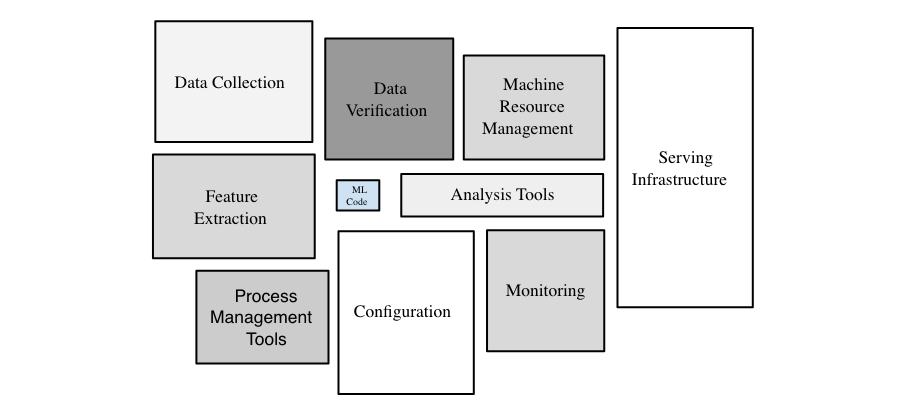 Data Collection
Data
Verification
Machine
Resource
Management
Serving
Infrastructure
Feature
Extraction
ML
Code
Analysis Tools
Process
Management
Tools
Configuration
Monitoring